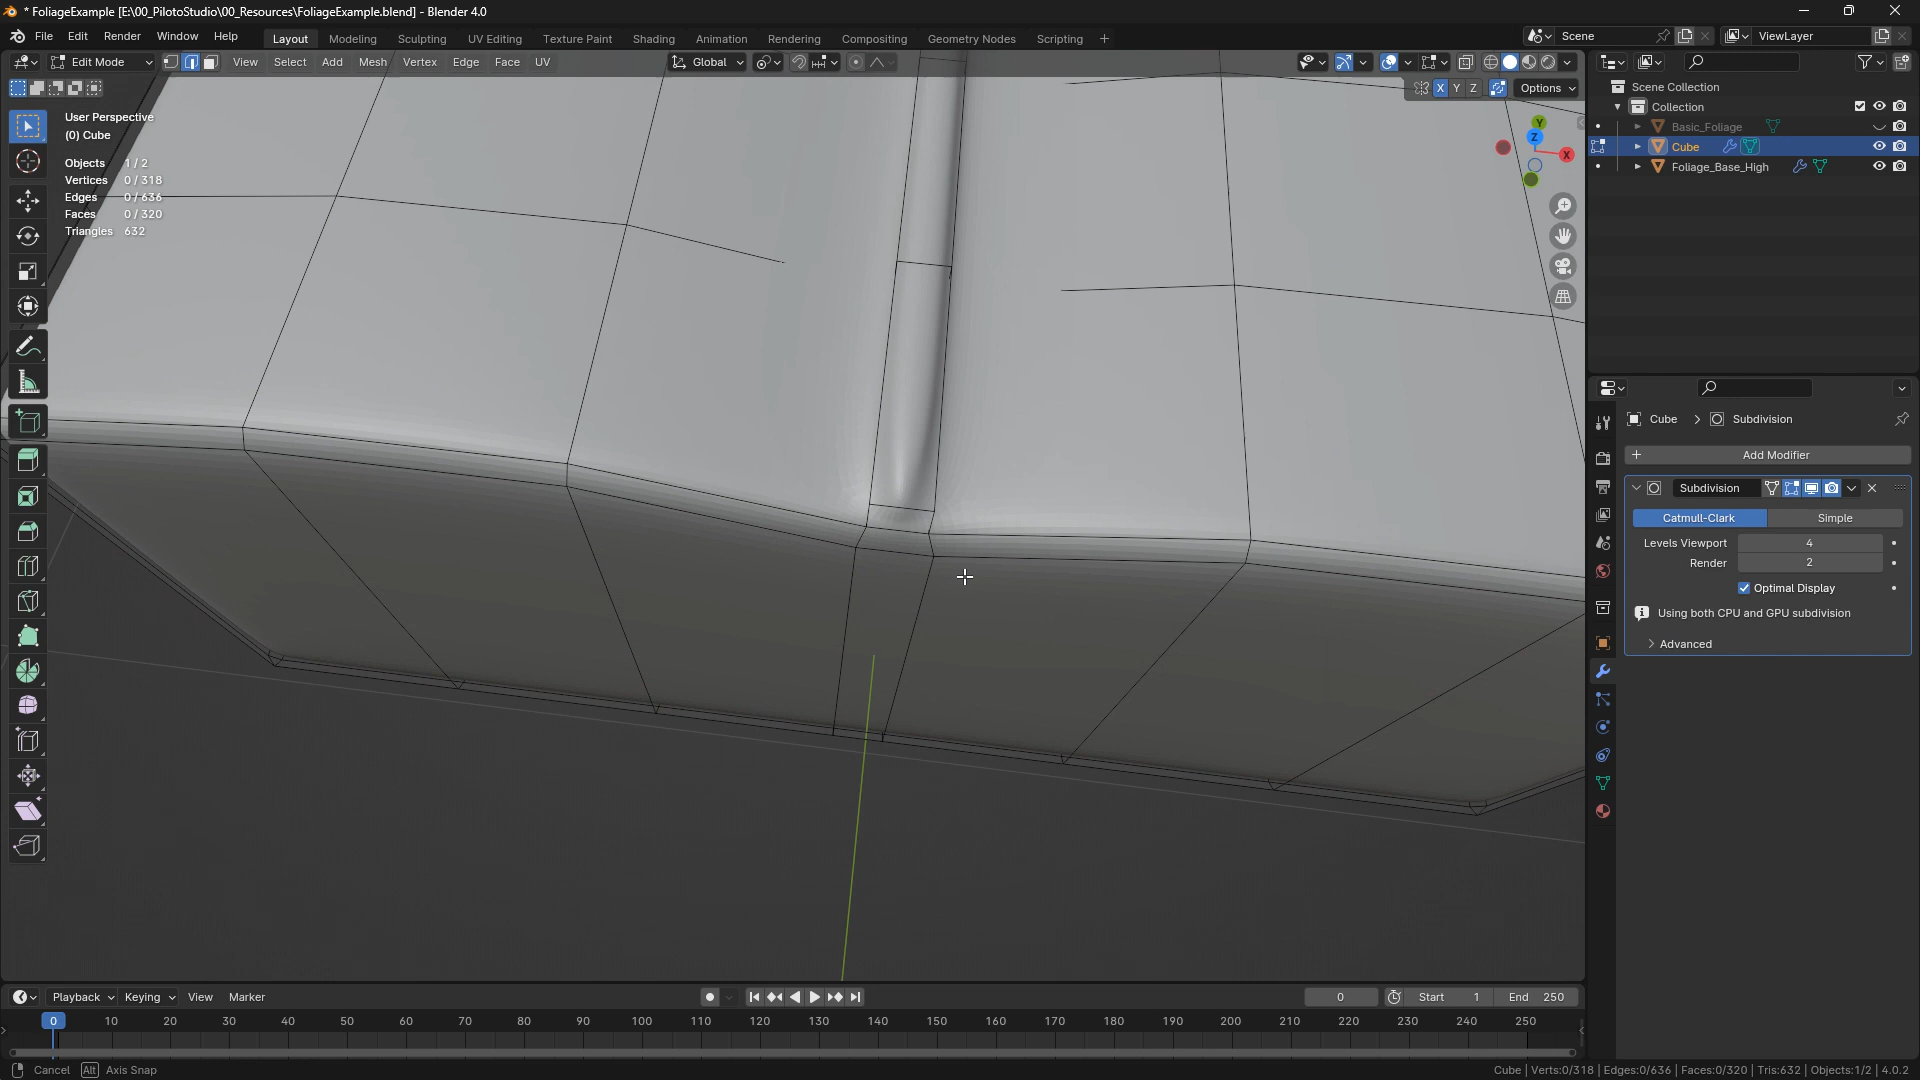 * FoliageExample [E:\00_PilotoStudio\00_Resources\FoliageExample.blend] - Blender 4.0
File Edit Render Window Help
Layout Modeling Sculpting UV Editing Texture Paint Shading Animation Rendering Compositing Geometry Nodes Scripting +
Scene
ViewLayer
Edit Mode View Select Add Mesh Vertex Edge Face UV
Global
X Y Z Options
User Perspective
(0) Cube
Objects 1 / 2
Vertices 0 / 318
Edges 0 / 636
Faces 0 / 320
Triangles 632
Y
Z
X
Scene Collection
Collection
Basic_Foliage
Cube
Foliage_Base_High
Cube > Subdivision
+ Add Modifier
Subdivision
Catmull-Clark Simple
Levels Viewport 4
Render 2
Optimal Display
Using both CPU and GPU subdivision
Advanced
Playback Keying View Marker
0 Start 1 End 250
0 10 20 30 40 50 60 70 80 90 100 110 120 130 140 150 160 170 180 190 200 210 220 230 240 250
Cancel Alt Axis Snap
Cube | Verts:0/318 | Edges:0/636 | Faces:0/320 | Tris:632 | Objects:1/2 | 4.0.2